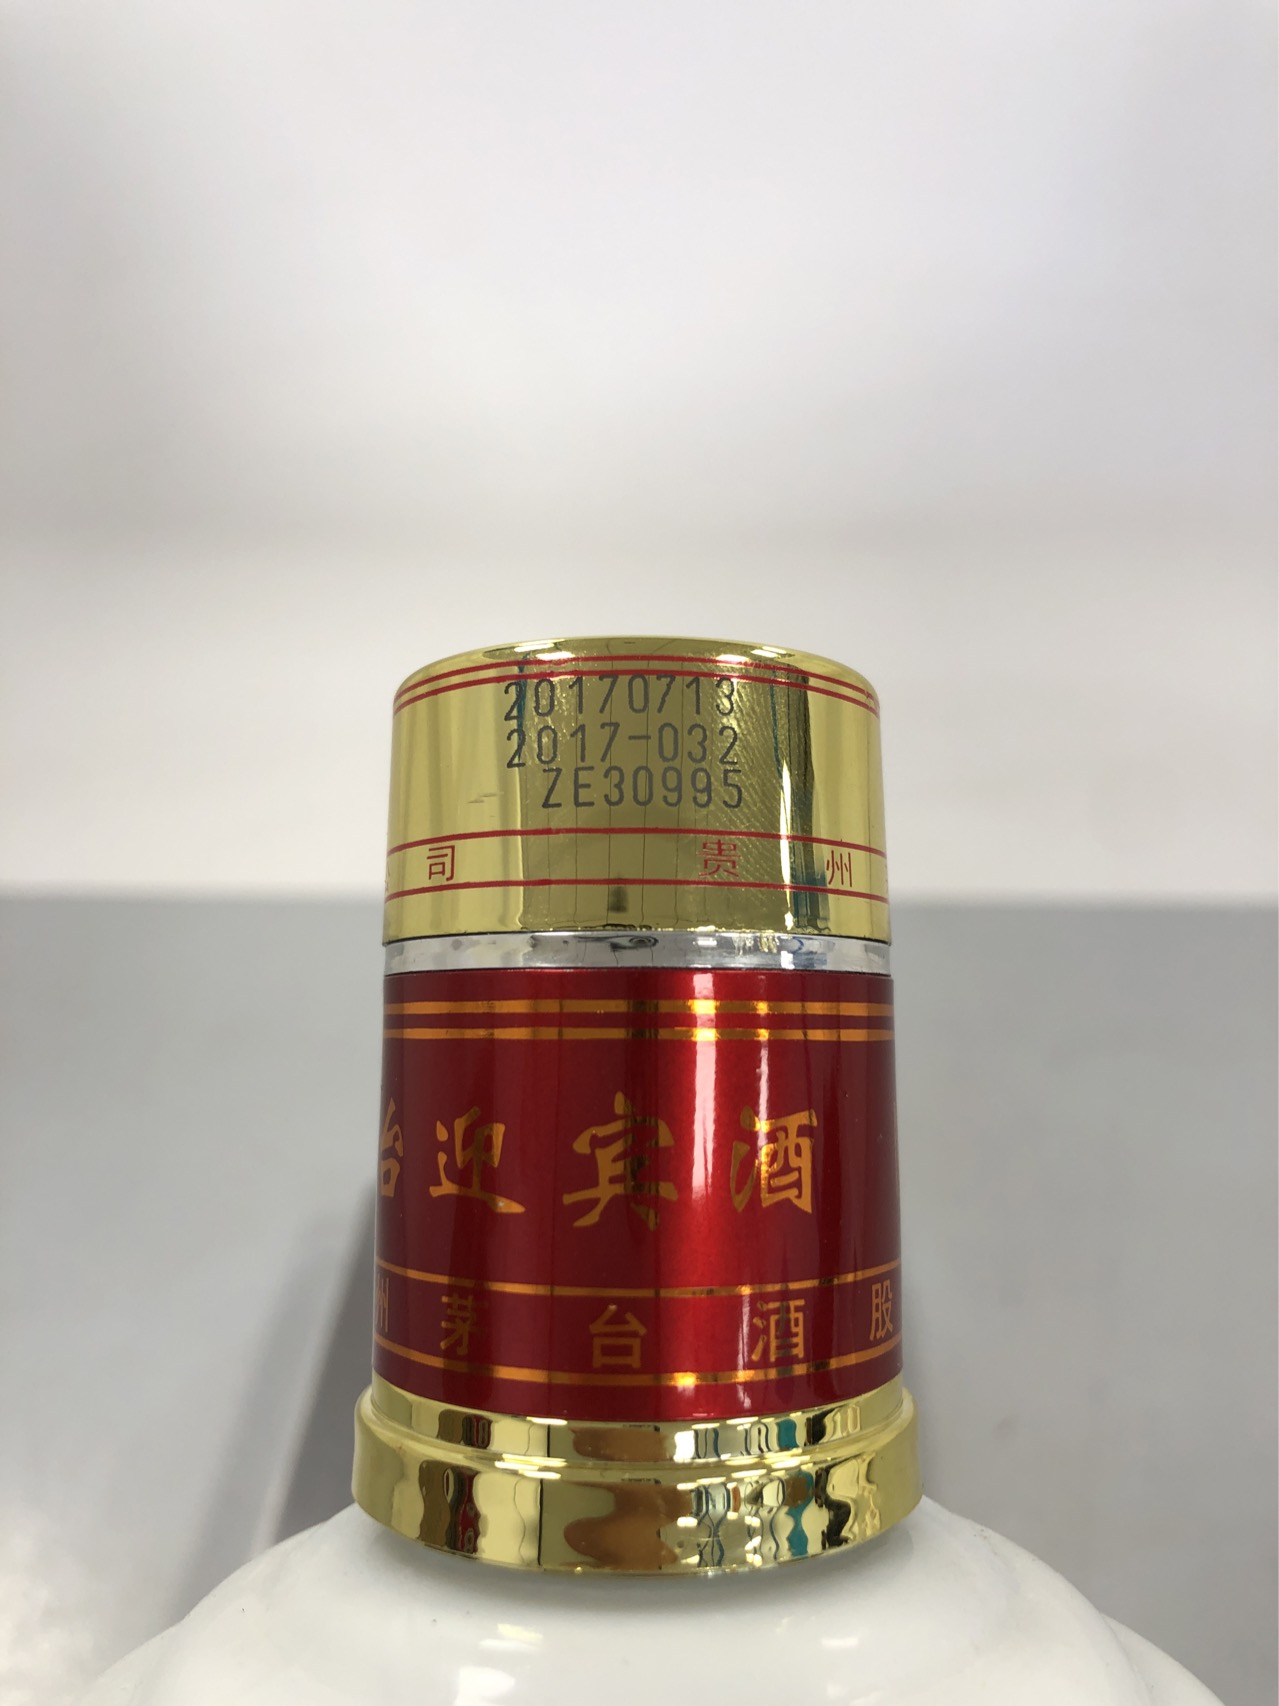 20170713
2017-032
ZE30995
司 贵 州
台迎宾酒
州 茅 台 酒 股